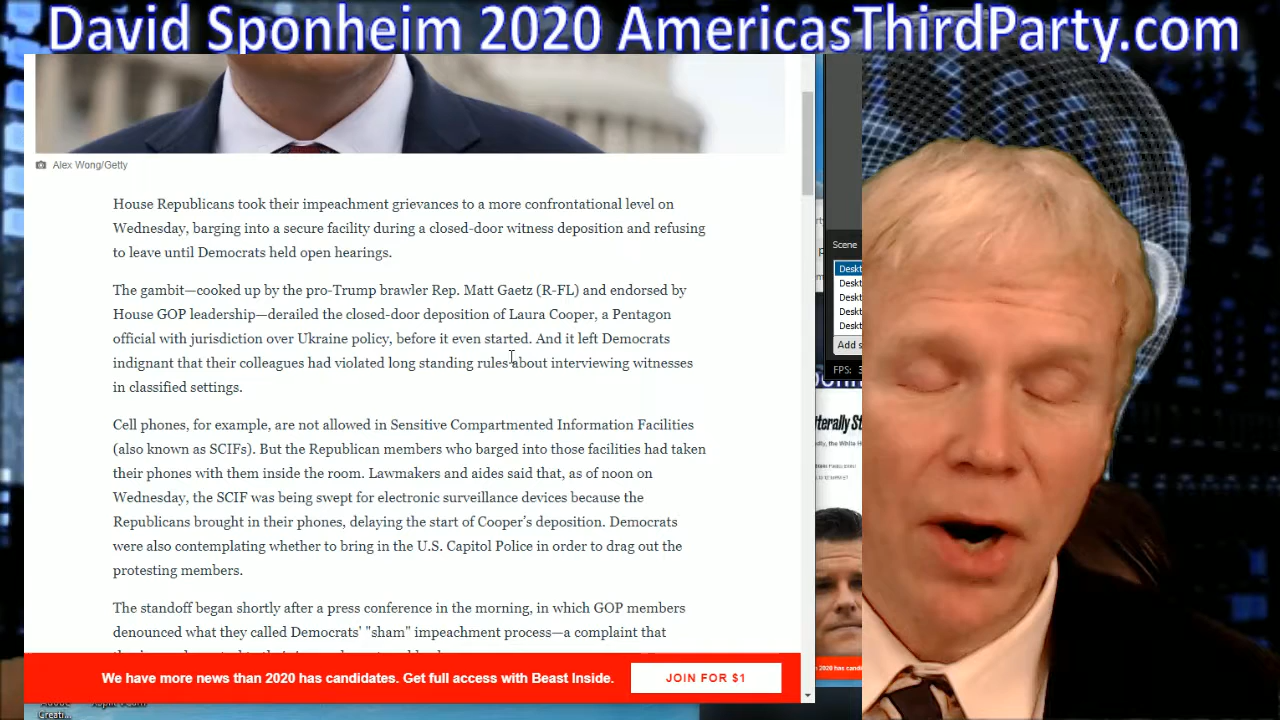 David Sponheim 2020 AmericasThirdParty.com
Alex Wong/Getty
House Republicans took their impeachment grievances to a more confrontational level on
Wednesday, barging into a secure facility during a closed-door witness deposition and refusing
to leave until Democrats held open hearings.
The gambit—cooked up by the pro-Trump brawler Rep. Matt Gaetz (R-FL) and endorsed by
House GOP leadership—derailed the closed-door deposition of Laura Cooper, a Pentagon
official with jurisdiction over Ukraine policy, before it even started. And it left Democrats
indignant that their colleagues had violated long standing rules about interviewing witnesses
in classified settings.
Cell phones, for example, are not allowed in Sensitive Compartmented Information Facilities
(also known as SCIFs). But the Republican members who barged into those facilities had taken
their phones with them inside the room. Lawmakers and aides said that, as of noon on
Wednesday, the SCIF was being swept for electronic surveillance devices because the
Republicans brought in their phones, delaying the start of Cooper's deposition. Democrats
were also contemplating whether to bring in the U.S. Capitol Police in order to drag out the
protesting members.
The standoff began shortly after a press conference in the morning, in which GOP members
denounced what they called Democrats' "sham" impeachment process—a complaint that
We have more news than 2020 has candidates. Get full access with Beast Inside.
JOIN FOR $1
Scene
Deskt
Deskt
Deskt
Deskt
Deskt
Add s
FPS:
terally St
Creati...